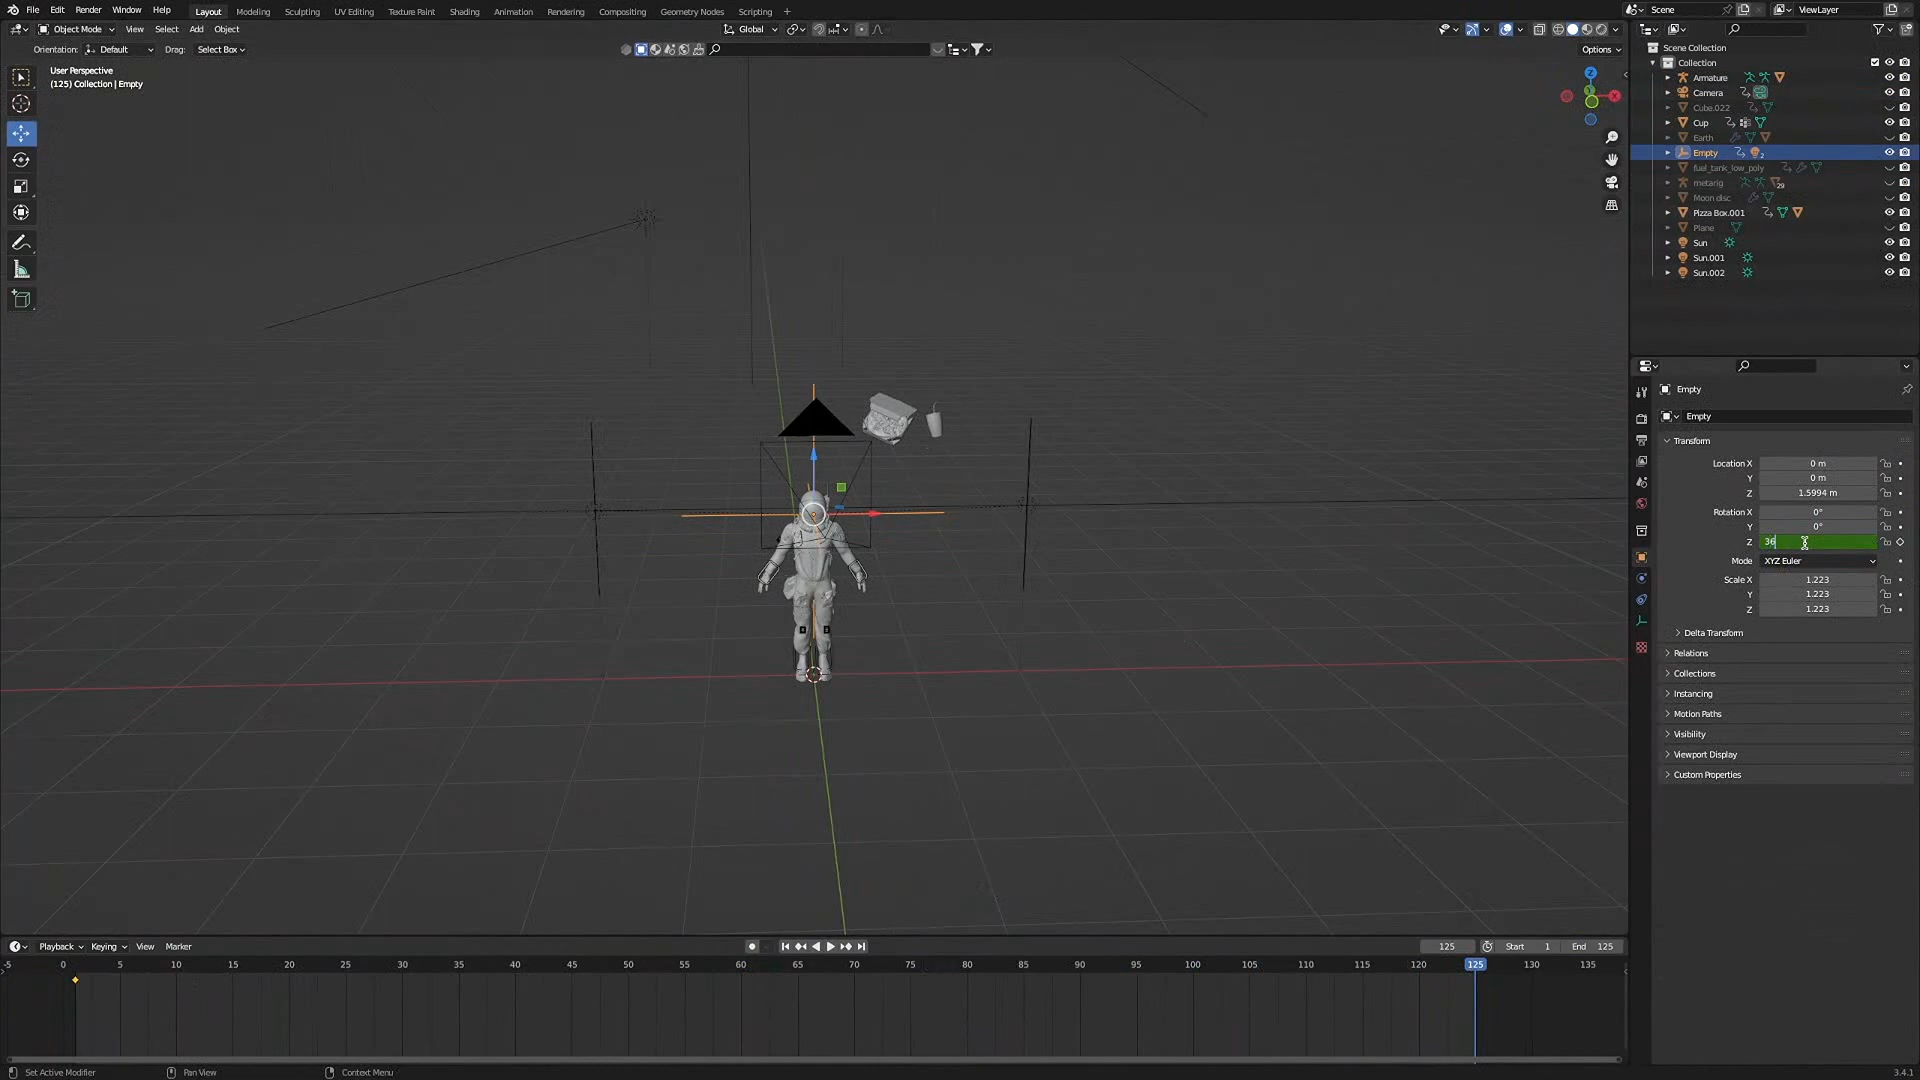 File Edit Render Window Help Layout Modeling Sculpting UV Editing Texture Paint Shading Animation Rendering Compositing Geometry Nodes Scripting + Scene ViewLayer
Object Mode View Select Add Object Global
Orientation: Default Drag: Select Box Options
User Perspective
(125) Collection | Empty
Z
X
Scene Collection
Collection
Armature
Camera
Cube.022
Cup
Earth
Empty 2
fuel_tank_low_poly
metarig 29
Moon disc
Pizza Box.001
Plane
Sun
Sun.001
Sun.002
Empty
Empty
Transform
Location X 0 m
Y 0 m
Z 1.5994 m
Rotation X 0°
Y 0°
Z 36
Mode XYZ Euler
Scale X 1.223
Y 1.223
Z 1.223
Delta Transform
Relations
Collections
Instancing
Motion Paths
Visibility
Viewport Display
Custom Properties
Playback Keying View Marker 125 Start 1 End 125
-5 0 5 10 15 20 25 30 35 40 45 50 55 60 65 70 75 80 85 90 95 100 105 110 115 120 125 130 135
Set Active Modifier Pan View Context Menu 3.4.1